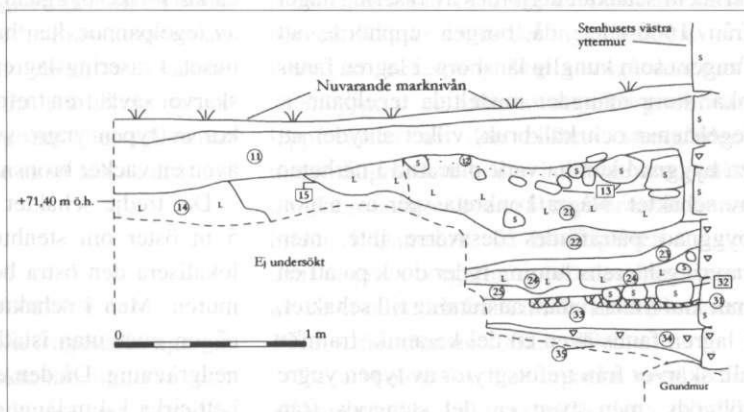 Stenhusets västra
yttermur
Nuvarande marknivån
11
12
S
S
S
13
15
L
L
L
L
L
L
+71,40 m ö.h.
14
S
21
22
Ej undersökt
23
S
24
24
25
S
S
S
32
31
33
0
1 m
34
35
Grundmur